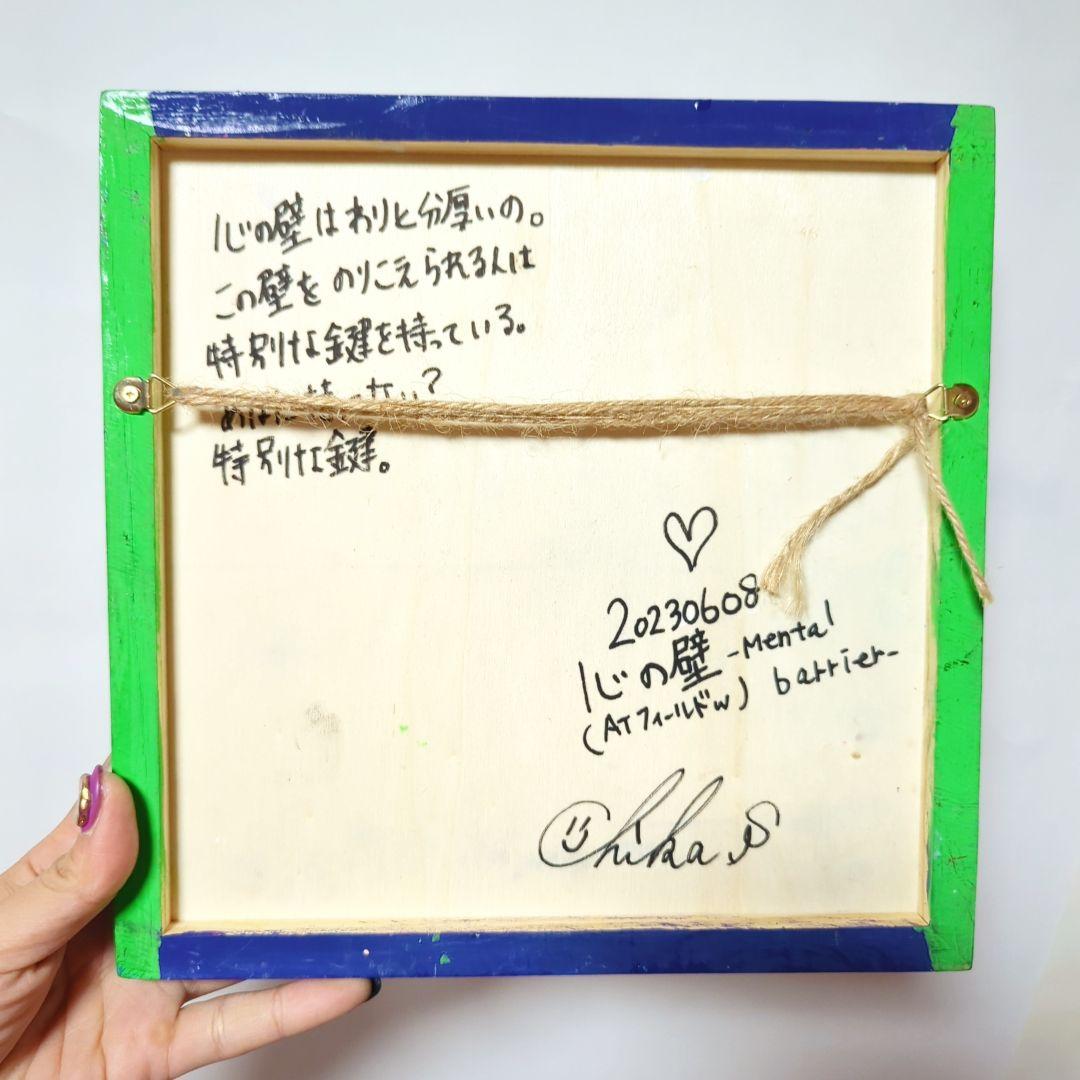 心の壁はわりと分厚いの。
この壁をのりこえられる人は
特別な鍵を持っている。
ない?
特別な鍵。
20230608
心の壁 -Mental
barrier-
(ATフィールドw)
Chika.S